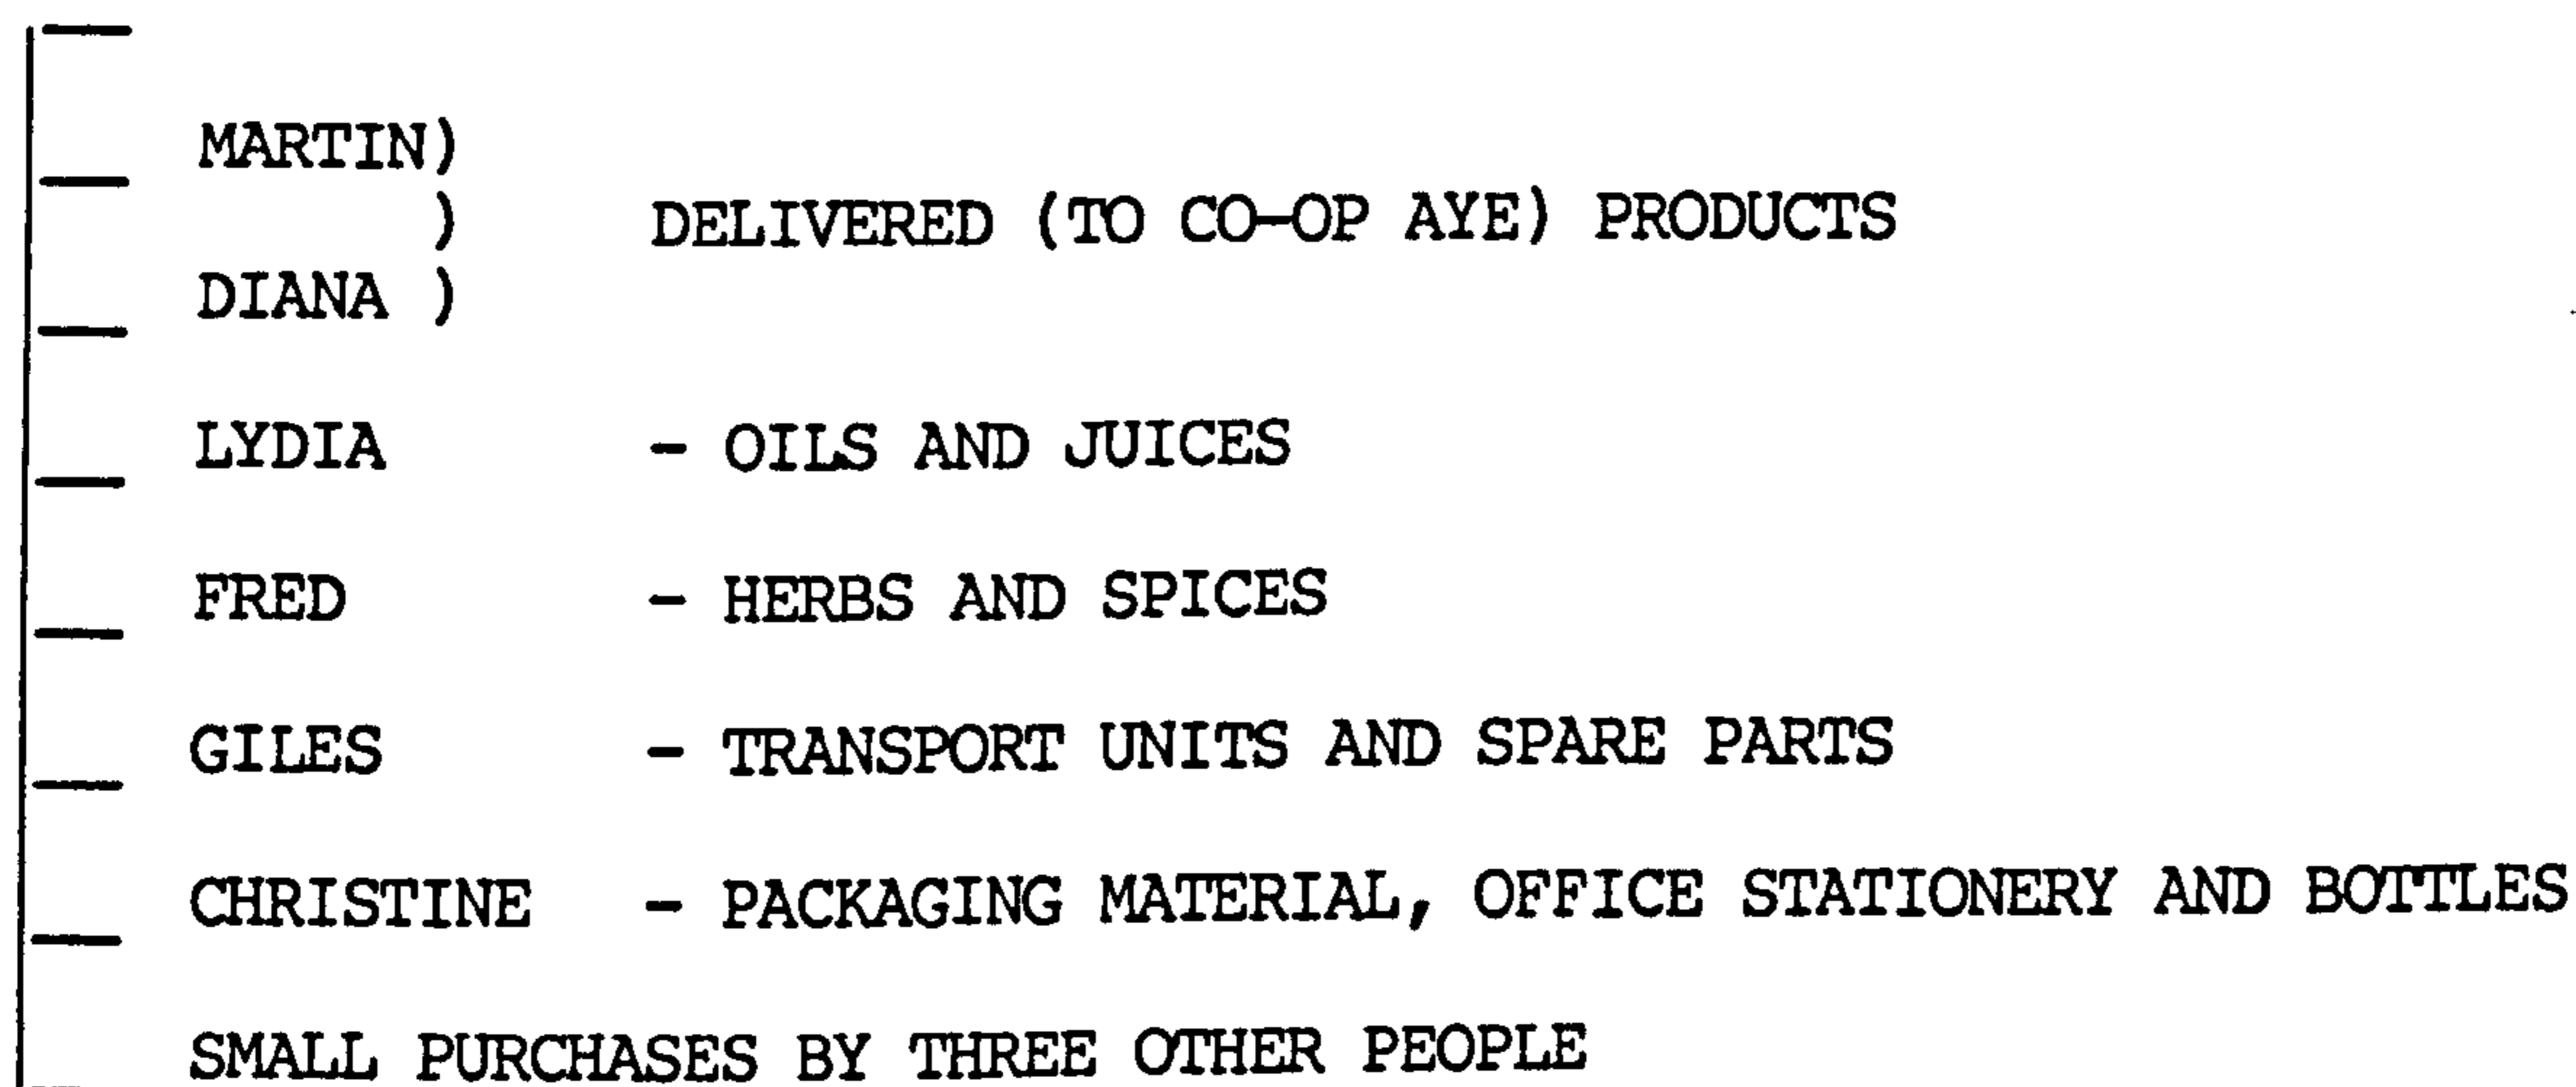 MARTIN)
) DELIVERED (TO CO-OP AYE) PRODUCTS
DIANA )
LYDIA - OILS AND JUICES
FRED - HERBS AND SPICES
GILES - TRANSPORT UNITS AND SPARE PARTS
CHRISTINE - PACKAGING MATERIAL, OFFICE STATIONERY AND BOTTLES
SMALL PURCHASES BY THREE OTHER PEOPLE